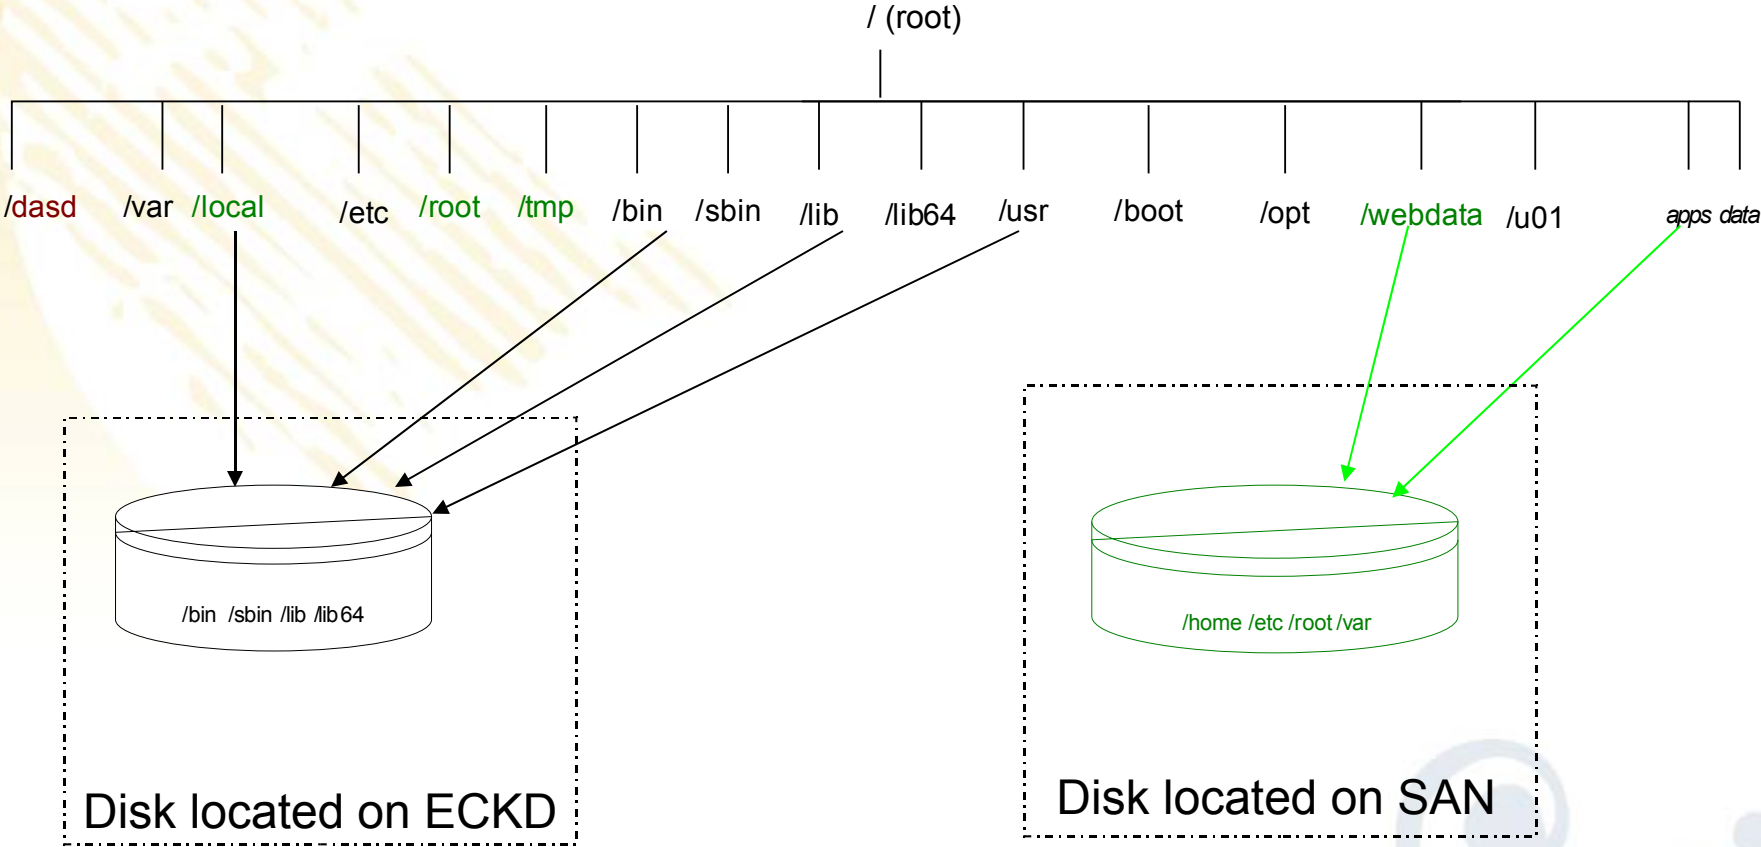 / (root)
/dasd /var /local /etc /root /tmp /bin /sbin /lib /lib64 /usr /boot /opt /webdata /u01 apps data
/bin /sbin /lib /lib64
/home /etc /root /var
Disk located on ECKD
Disk located on SAN